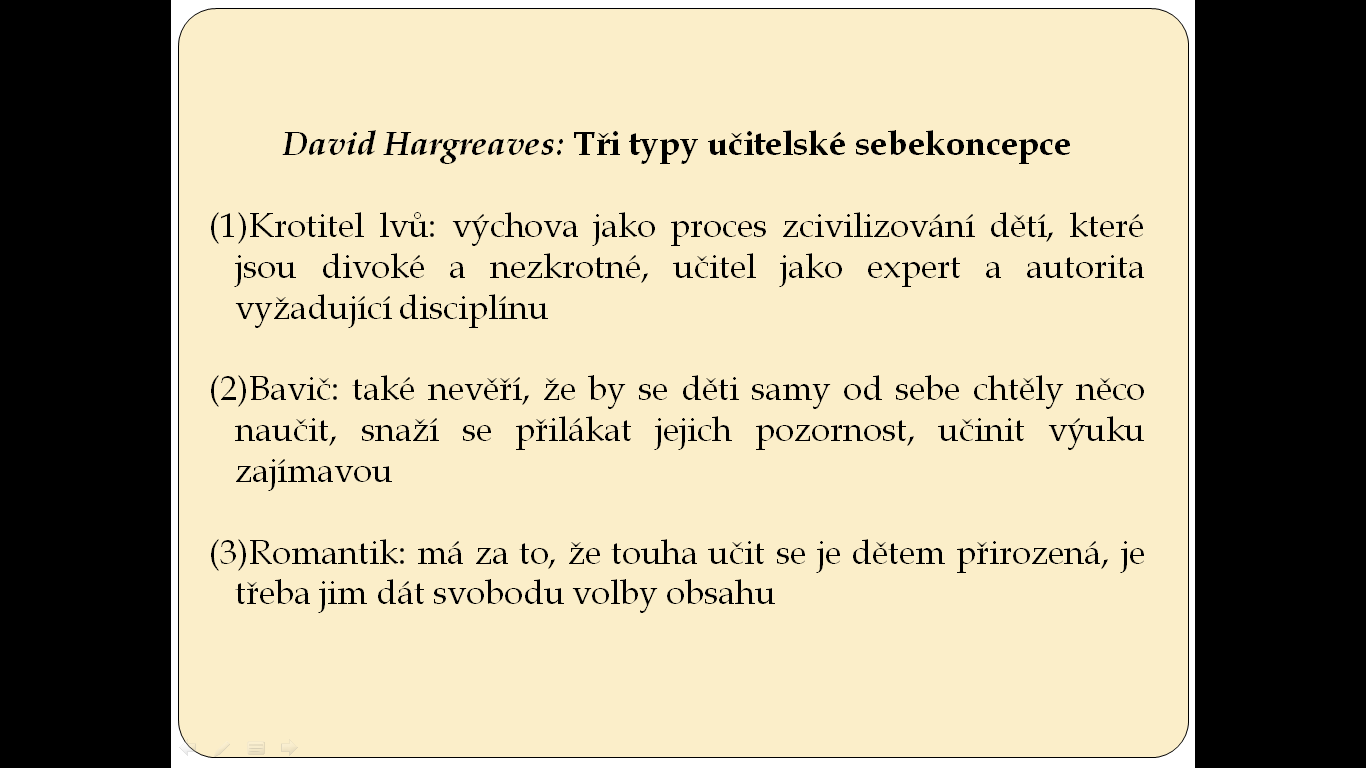 David Hargreaves: Tři typy učitelské sebekoncepce
(1)Krotitel lvů: výchova jako proces zcivilizování dětí, které
jsou divoké a nezkrotné, učitel jako expert a autorita
vyžadující disciplínu
(2)Bavič: také nevěří, že by se děti samy od sebe chtěly něco
naučit, snaží se přilákat jejich pozornost, učinit výuku
zajímavou
(3)Romantik: má za to, že touha učit se je dětem přirozená, je
třeba jim dát svobodu volby obsahu